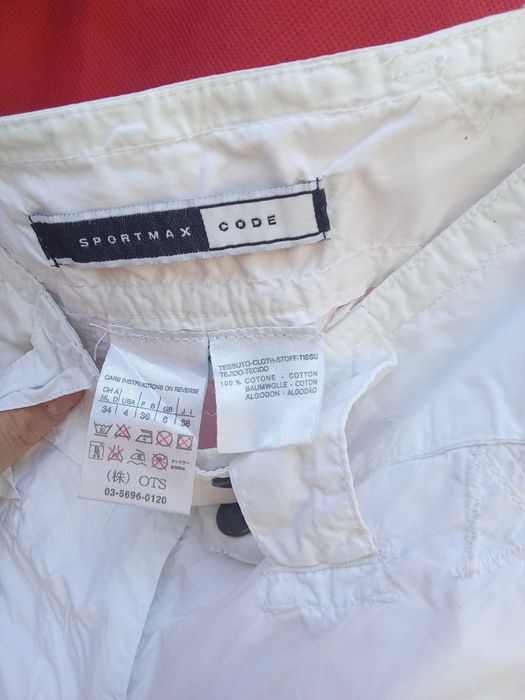 SPORTMAX CODE
CARE INSTRUCTIONS ON REVERSE
CH A
NL D USA F B GB J I
34 4 36 6 38
(株) OTS
03-5696-0120
TESSUTO-CLOTH-STOFF-TISSU
TEJIDO-TECIDO
100 % COTONE - COTTON
BAUMWOLLE - COTON
ALGODON - ALGODÃO